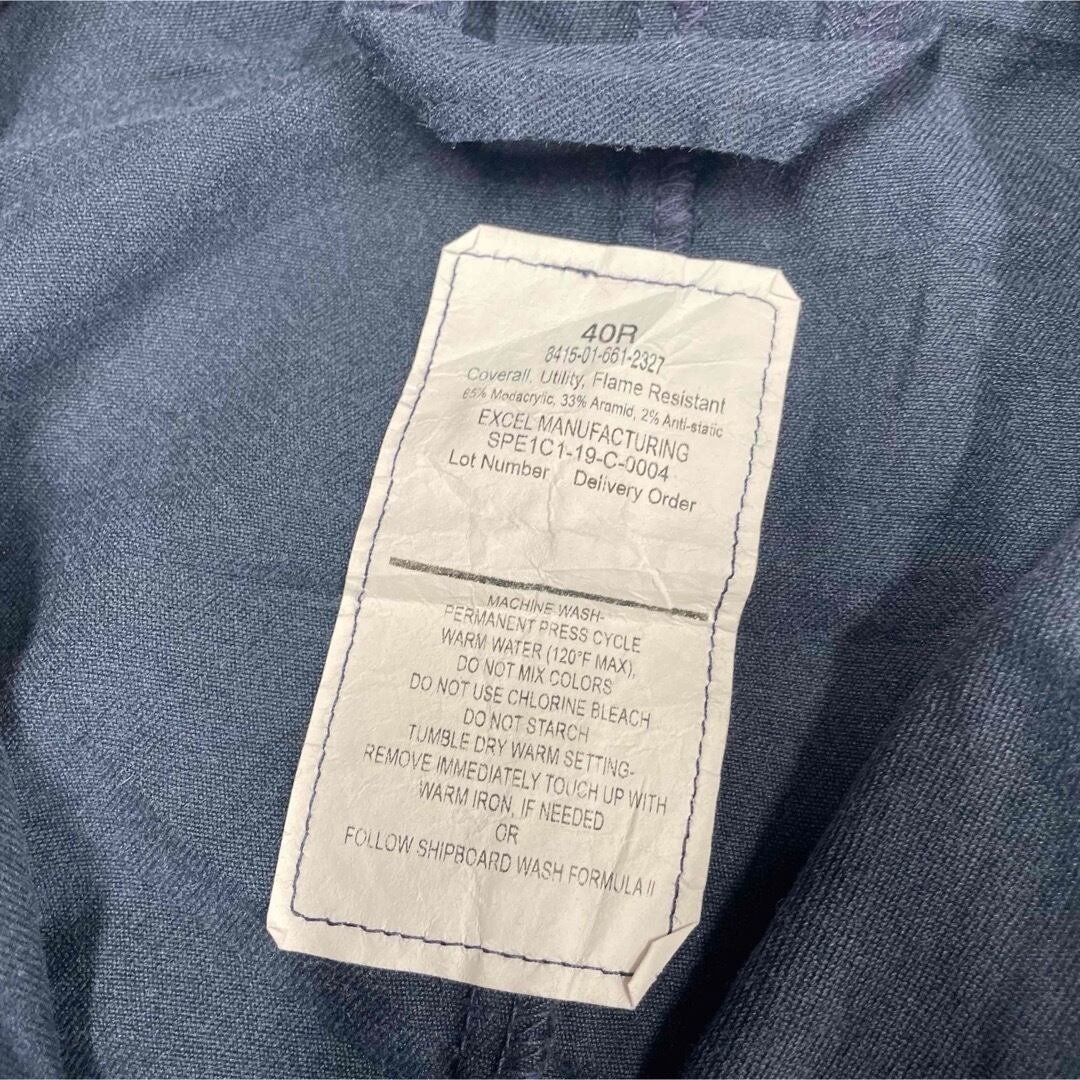 40R
8415-01-661-2327
Coverall, Utility, Flame Resistant
65% Modacrylic, 33% Aramid, 2% Anti-static
EXCEL MANUFACTURING
SPE1C1-19-C-0004
Lot Number Delivery Order
MACHINE WASH-
PERMANENT PRESS CYCLE
WARM WATER (120°F MAX),
DO NOT MIX COLORS
DO NOT USE CHLORINE BLEACH
DO NOT STARCH
TUMBLE DRY WARM SETTING-
REMOVE IMMEDIATELY TOUCH UP WITH
WARM IRON, IF NEEDED
OR
FOLLOW SHIPBOARD WASH FORMULA II